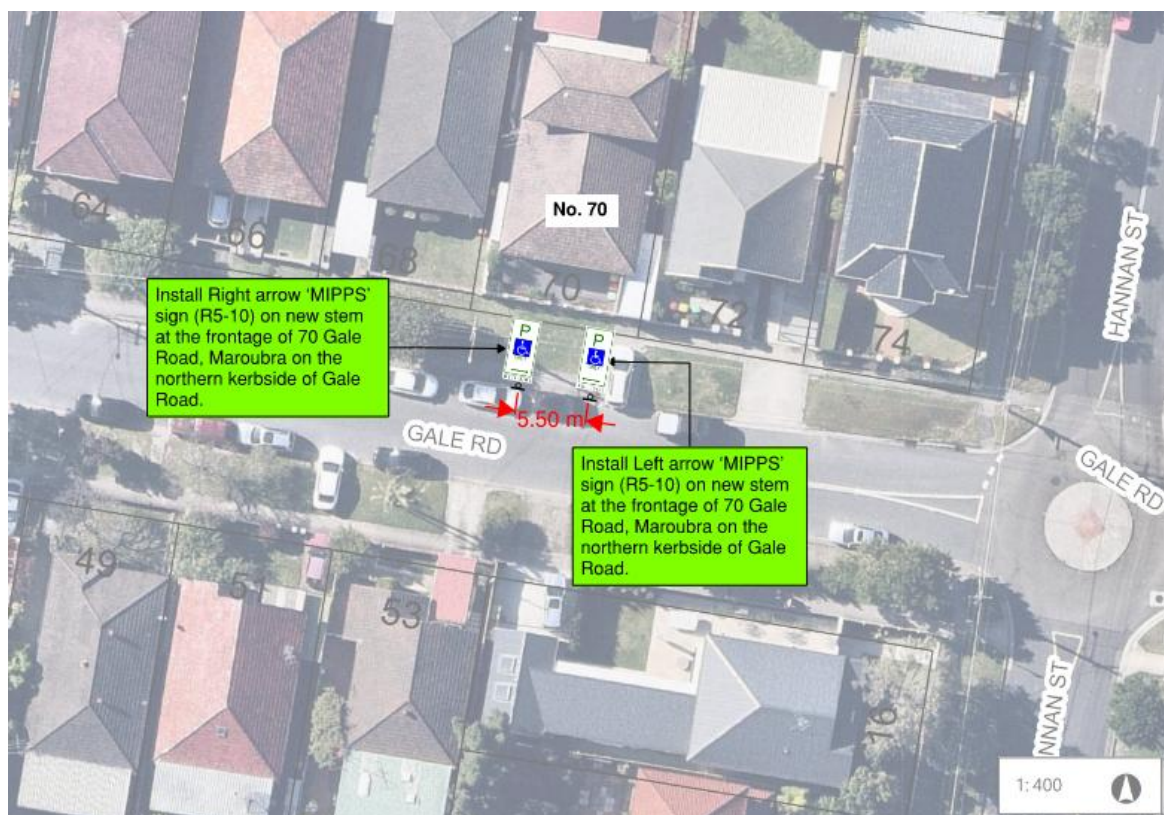 No. 70
64
66
68
70
72
74
HANNAN ST
Install Right arrow ‘MIPPS’
sign (R5-10) on new stem
at the frontage of 70 Gale
Road, Maroubra on the
northern kerbside of Gale
Road.
P
P
5.50 m
GALE RD
GALE RD
Install Left arrow ‘MIPPS’
sign (R5-10) on new stem
at the frontage of 70 Gale
Road, Maroubra on the
northern kerbside of Gale
Road.
49
51
53
16
NNAN ST
1: 400